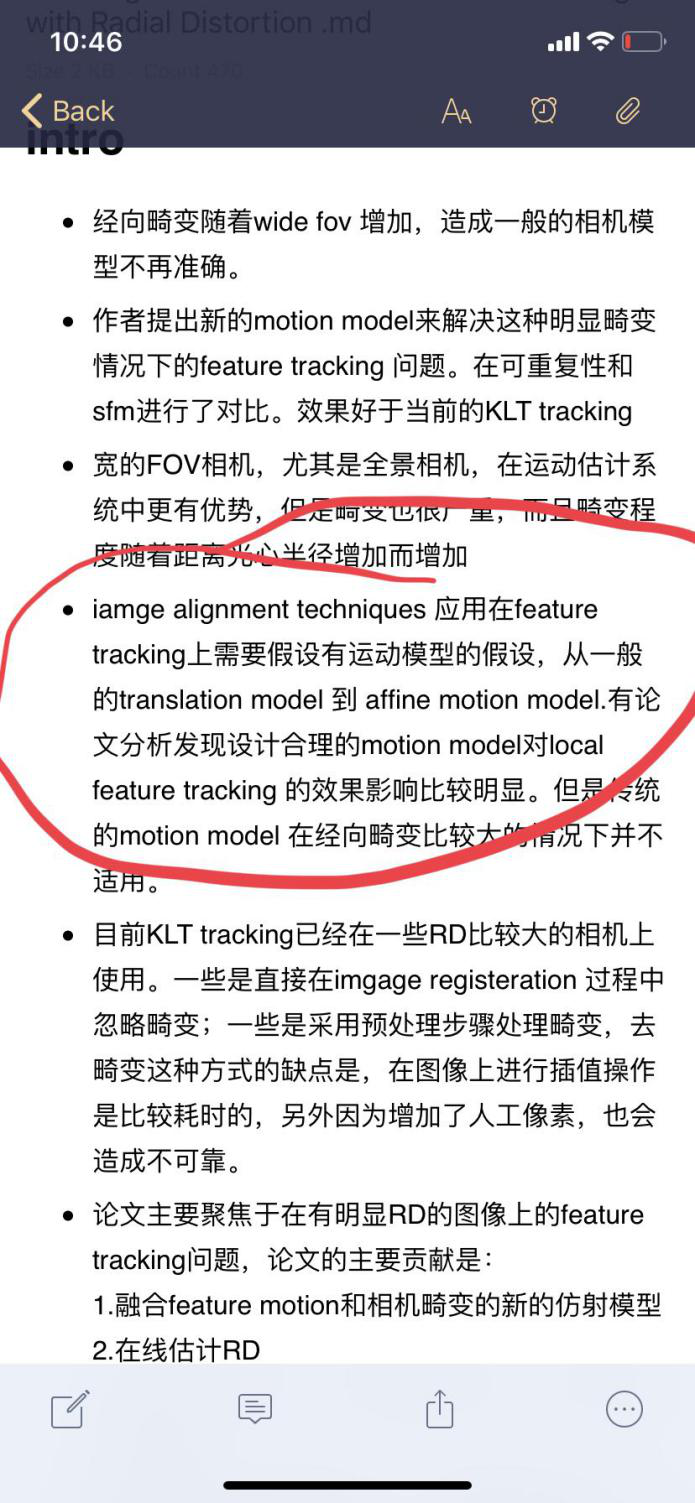 with Radial Distortion .md
Size 2 KB · Count 470
10:46
Back
AA
intro
• 经向畸变随着wide fov 增加，造成一般的相机模
型不再准确。
• 作者提出新的motion model来解决这种明显畸变
情况下的feature tracking 问题。在可重复性和
sfm进行了对比。效果好于当前的KLT tracking
• 宽的FOV相机，尤其是全景相机，在运动估计系
统中更有优势，但是畸变也很严重，而且畸变程
度随着距离光心半径增加而增加
• iamge alignment techniques 应用在feature
tracking上需要假设有运动模型的假设，从一般
的translation model 到 affine motion model.有论
文分析发现设计合理的motion model对local
feature tracking 的效果影响比较明显。但是传统
的motion model 在经向畸变比较大的情况下并不
适用。
• 目前KLT tracking已经在一些RD比较大的相机上
使用。一些是直接在imgage registeration 过程中
忽略畸变；一些是采用预处理步骤处理畸变，去
畸变这种方式的缺点是，在图像上进行插值操作
是比较耗时的，另外因为增加了人工像素，也会
造成不可靠。
• 论文主要聚焦于在有明显RD的图像上的feature
tracking问题，论文的主要贡献是：
1.融合feature motion和相机畸变的新的仿射模型
2.在线估计RD